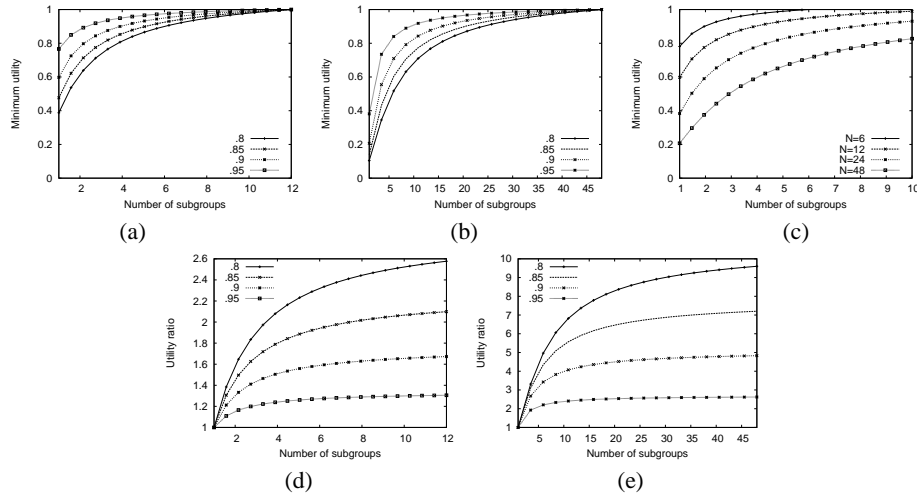 Minimum utility
1
0.8
0.6
0.4
0.2
0
.8
.85
.9
.95
2 4 6 8 10 12
Number of subgroups
(a)
Minimum utility
1
0.8
0.6
0.4
0.2
0
.8
.85
.9
.95
5 10 15 20 25 30 35 40 45
Number of subgroups
(b)
Minimum utility
1
0.8
0.6
0.4
0.2
0
N=6
N=12
N=24
N=48
1 2 3 4 5 6 7 8 9 10
Number of subgroups
(c)
Utility ratio
2.6
2.4
2.2
2
1.8
1.6
1.4
1.2
1
.8
.85
.9
.95
2 4 6 8 10 12
Number of subgroups
(d)
Utility ratio
10
9
8
7
6
5
4
3
2
1
.8
.85
.9
.95
5 10 15 20 25 30 35 40 45
Number of subgroups
(e)